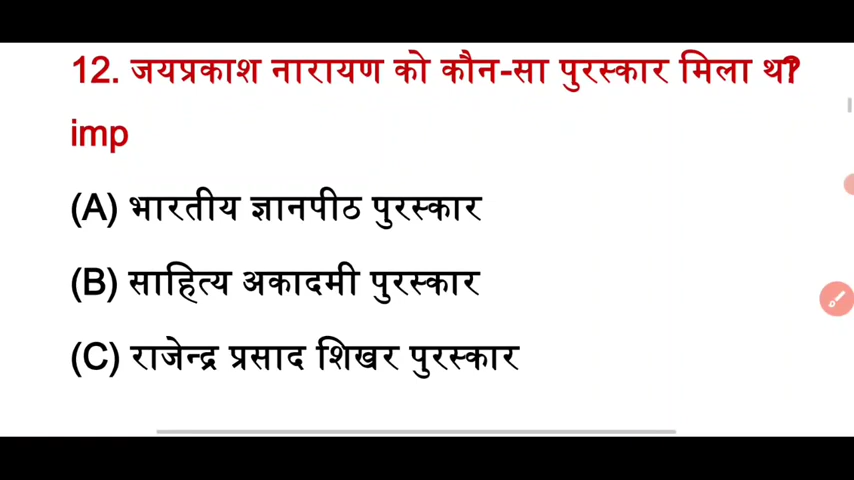 12. जयप्रकाश नारायण को कौन-सा पुरस्कार मिला था?
imp
(A) भारतीय ज्ञानपीठ पुरस्कार
(B) साहित्य अकादमी पुरस्कार
(C) राजेन्द्र प्रसाद शिखर पुरस्कार